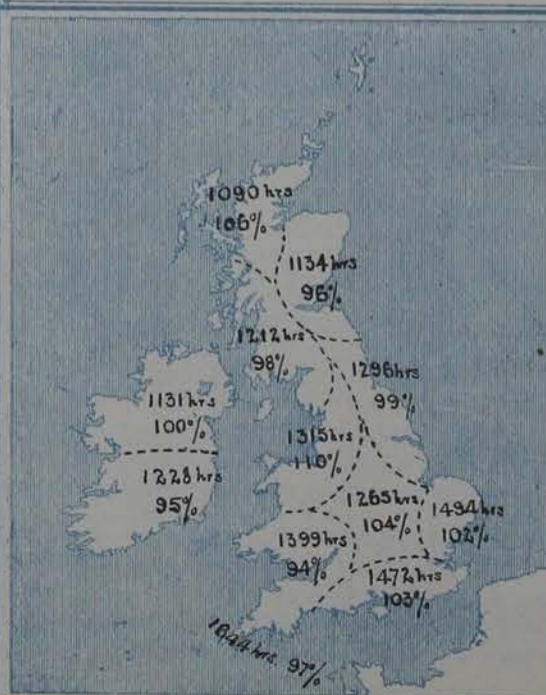 1090 hrs
106%
1134 hrs
96%
1212 hrs
98%
1296 hrs
99%
1131 hrs
100%
1315 hrs
110%
1228 hrs
95%
1265 hrs
104%
1494 hrs
102%
1399 hrs
94%
1472 hrs
103%
hrs. 97%